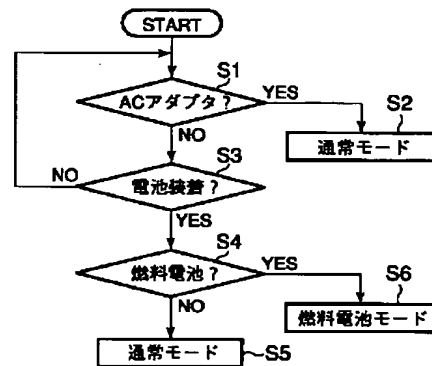 START
S1
ACアダプタ？
YES
S2
通常モード
NO
S3
電池装着？
NO
YES
S4
燃料電池？
YES
S6
燃料電池モード
NO
通常モード
S5